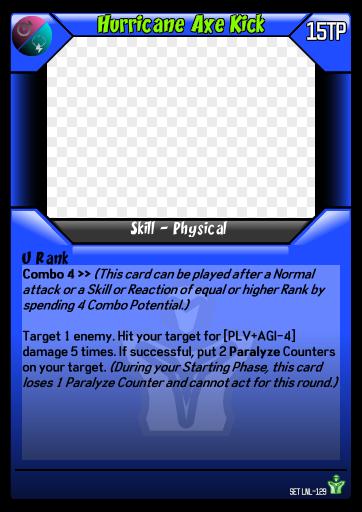 Hurricane Axe Kick
15TP
Skill - Physical
U Rank
Combo 4 >> (This card can be played after a Normal
attack or a Skill or Reaction of equal or higher Rank by
spending 4 Combo Potential.)
Target 1 enemy. Hit your target for [PLV+AGI-4]
damage 5 times. If successful, put 2 Paralyze Counters
on your target. (During your Starting Phase, this card
loses 1 Paralyze Counter and cannot act for this round.)
SET LNL-129